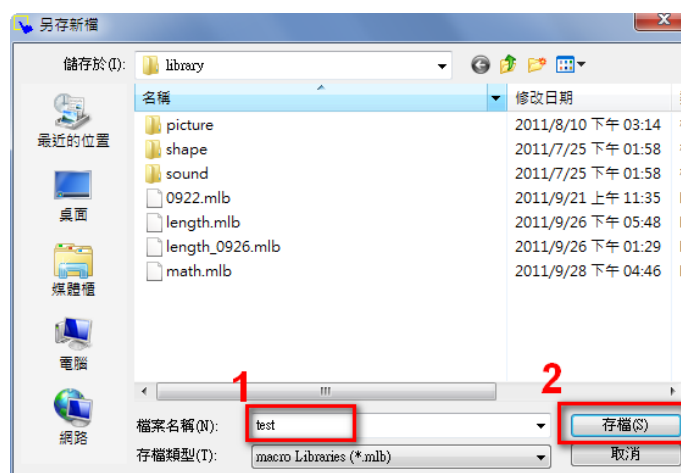 另存新檔
儲存於(I):
library
名稱
修改日期
picture
2011/8/10 下午 03:14
shape
2011/7/25 下午 01:58
sound
2011/7/25 下午 01:58
0922.mlb
2011/9/21 上午 11:35
length.mlb
2011/9/26 下午 05:48
length_0926.mlb
2011/9/26 下午 01:29
math.mlb
2011/9/28 下午 04:46
最近的位置
桌面
媒體櫃
電腦
網路
1
2
檔案名稱(N):
test
存檔(S)
存檔類型(T):
macro Libraries (*.mlb)
取消